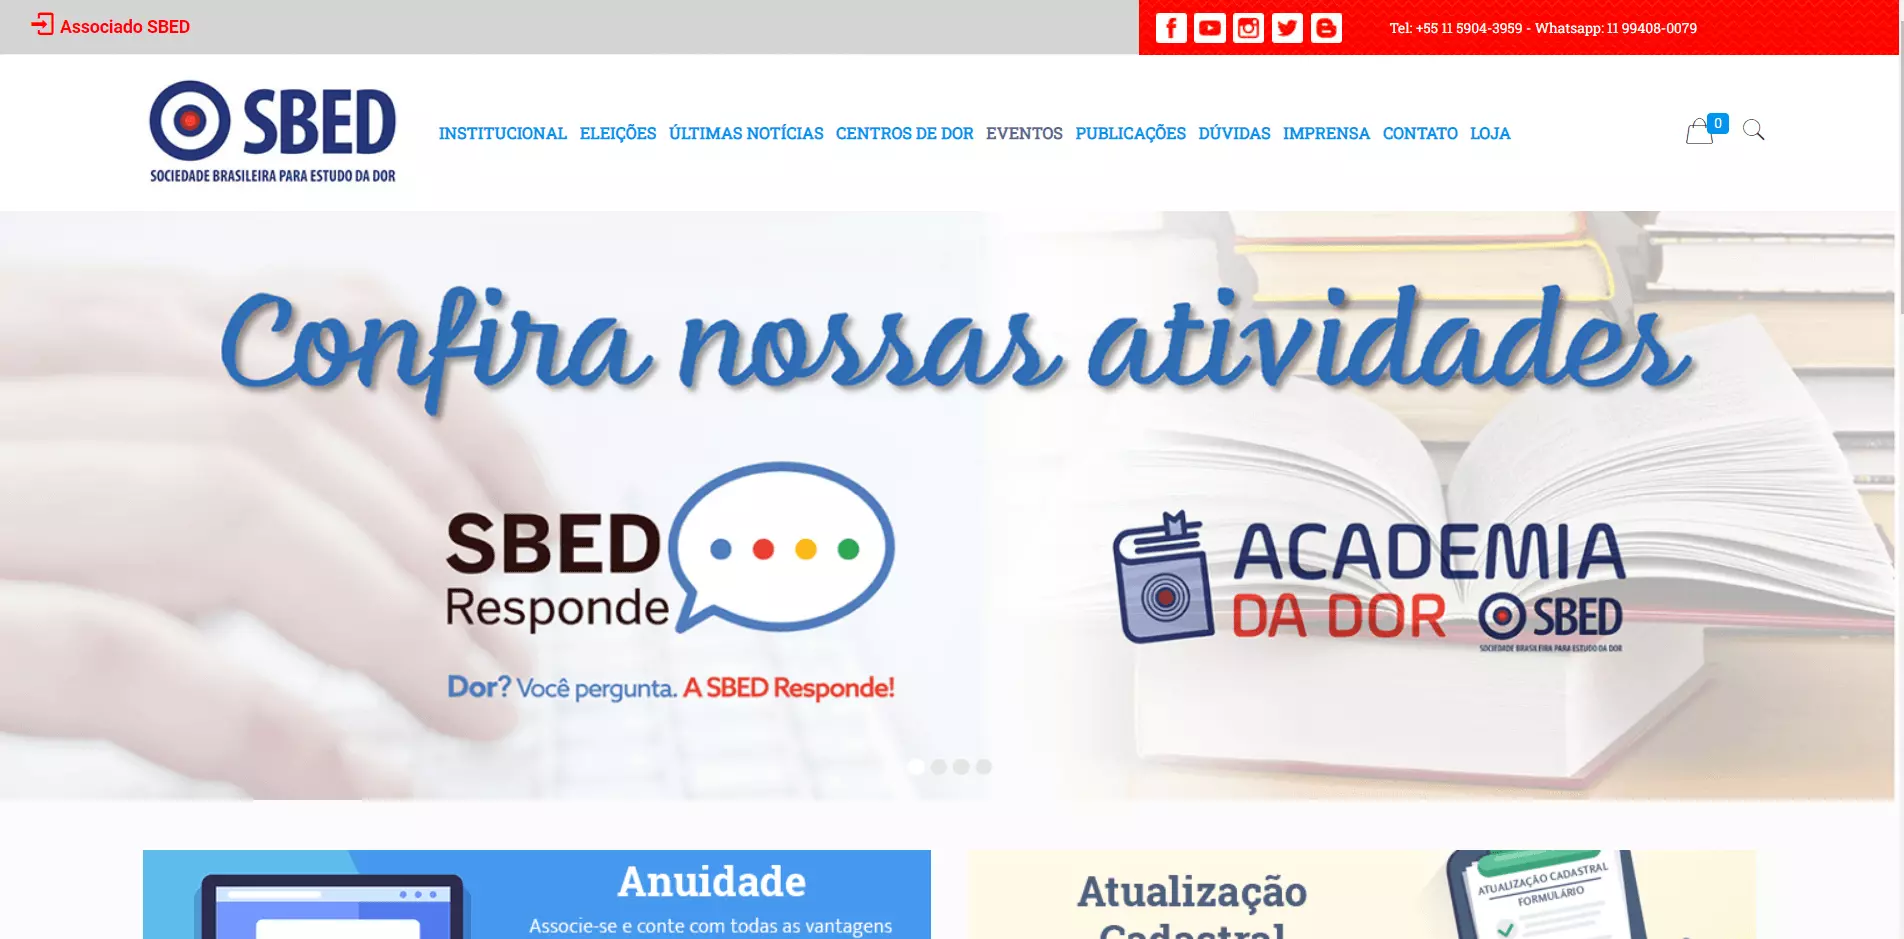 Associado SBED
Tel: +55 11 5904-3959 - Whatsapp: 11 99408-0079
SBED
SOCIEDADE BRASILEIRA PARA ESTUDO DA DOR
INSTITUCIONAL ELEIÇÕES ÚLTIMAS NOTÍCIAS CENTROS DE DOR EVENTOS PUBLICAÇÕES DÚVIDAS IMPRENSA CONTATO LOJA
0
Confira nossas atividades
SBED
Responde
Dor? Você pergunta. A SBED Responde!
ACADEMIA
DA DOR SBED
SOCIEDADE BRASILEIRA PARA ESTUDO DA DOR
Anuidade
Associe-se e conte com todas as vantagens
Atualização
Cadastral
ATUALIZAÇÃO CADASTRAL
FORMULÁRIO